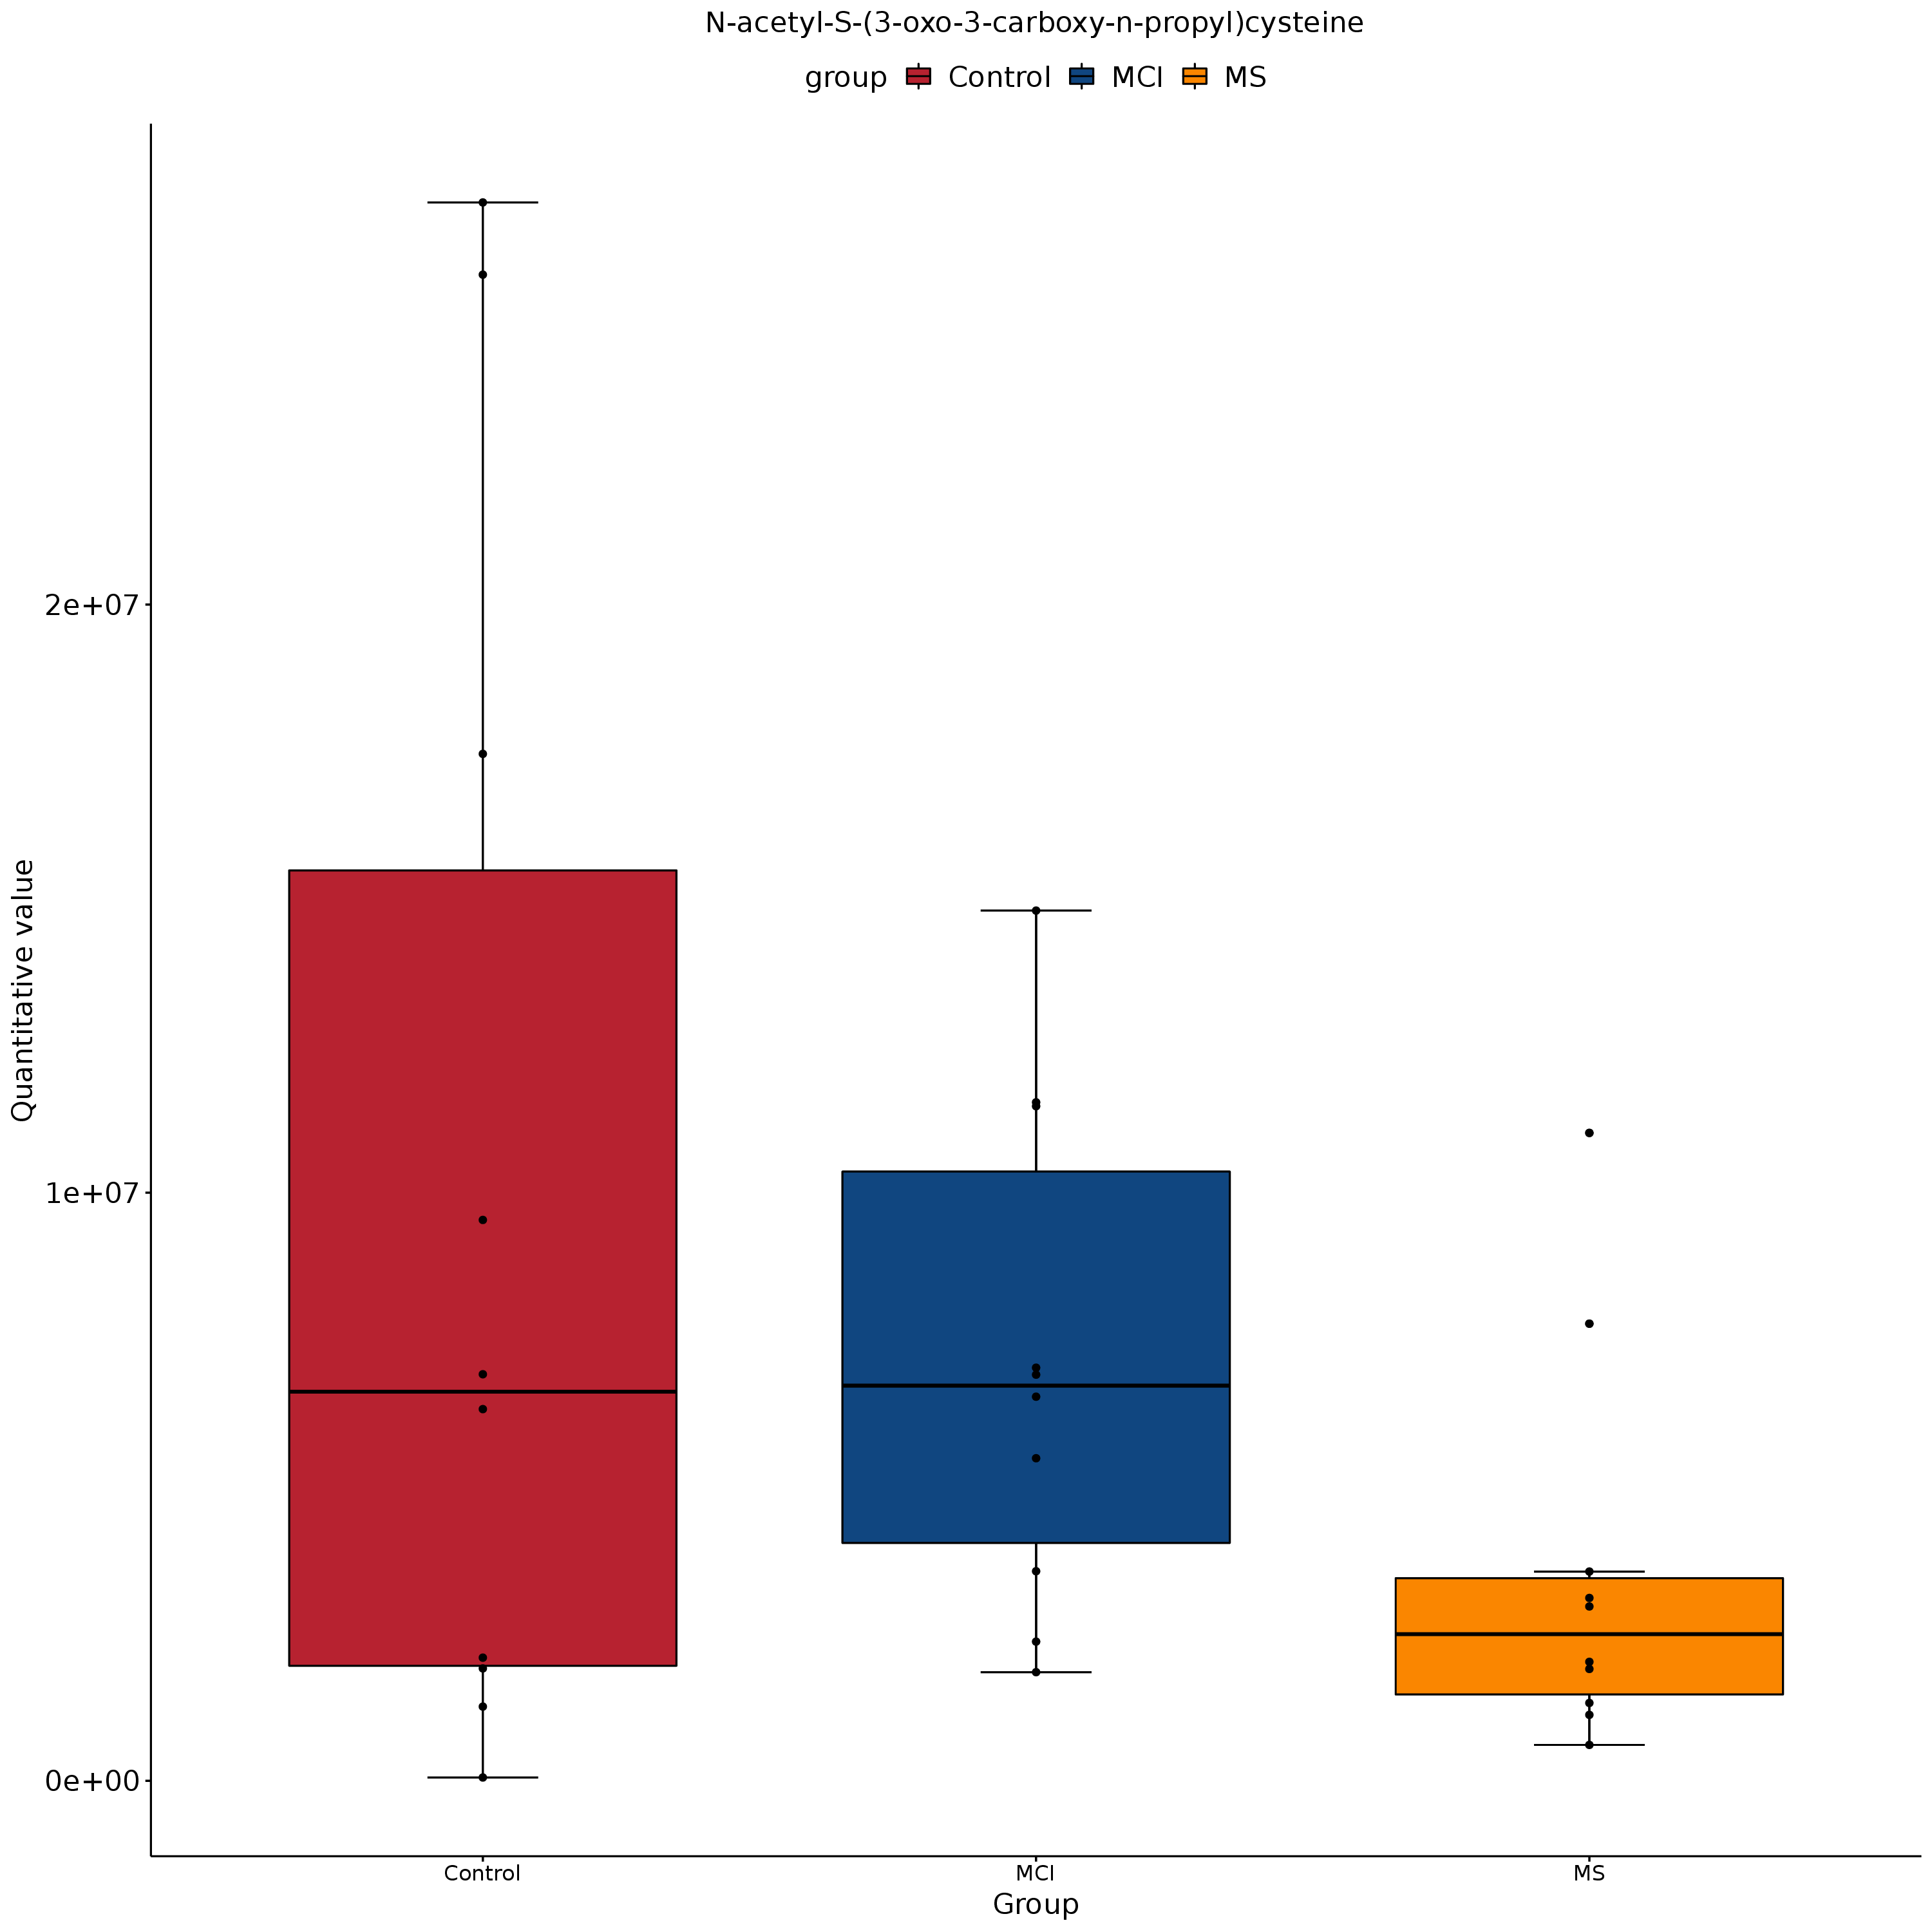 N-acetyl-S-(3-oxo-3-carboxy-n-propyl)cysteine
group Control MCI MS
Quantitative value
2e+07
1e+07
0e+00
Control MCI MS
Group